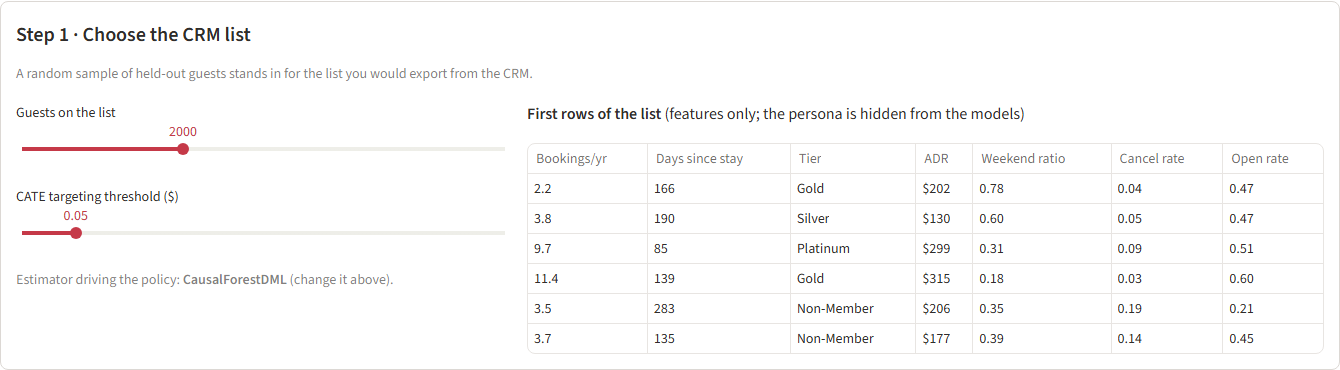 Step 1 · Choose the CRM list
A random sample of held-out guests stands in for the list you would export from the CRM.
Guests on the list
2000
CATE targeting threshold ($)
0.05
Estimator driving the policy: CausalForestDML (change it above).
First rows of the list (features only; the persona is hidden from the models)
Bookings/yr Days since stay Tier ADR Weekend ratio Cancel rate Open rate
2.2 166 Gold $202 0.78 0.04 0.47
3.8 190 Silver $130 0.60 0.05 0.47
9.7 85 Platinum $299 0.31 0.09 0.51
11.4 139 Gold $315 0.18 0.03 0.60
3.5 283 Non-Member $206 0.35 0.19 0.21
3.7 135 Non-Member $177 0.39 0.14 0.45